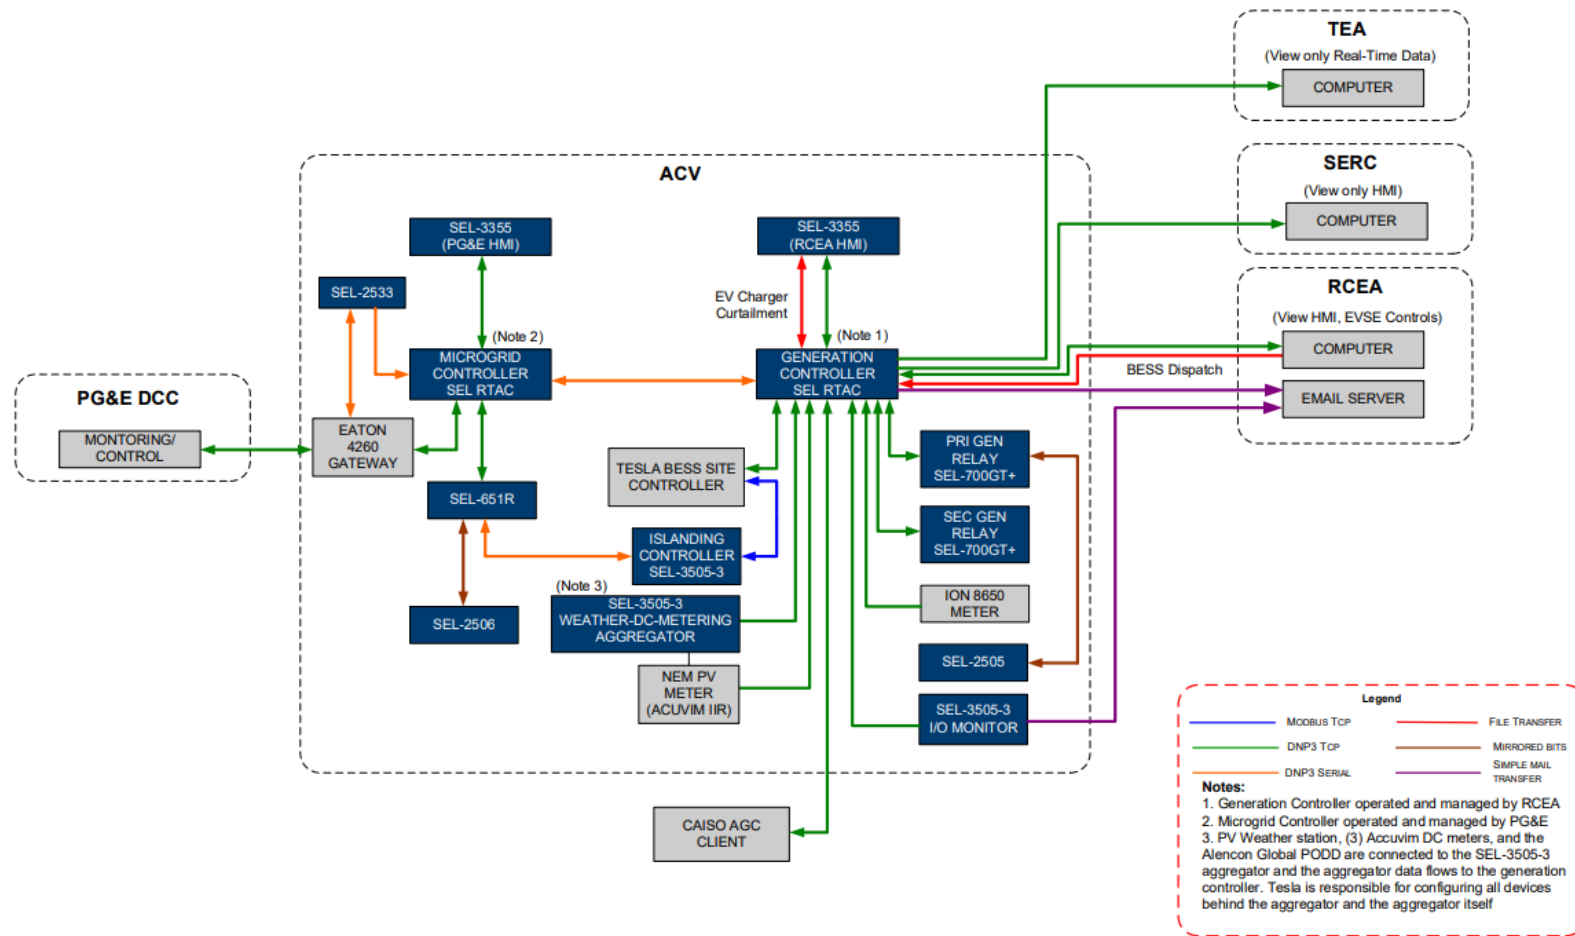 TEA
(View only Real-Time Data)
COMPUTER
SERC
(View only HMI)
COMPUTER
RCEA
(View HMI, EVSE Controls)
COMPUTER
BESS Dispatch
EMAIL SERVER
ACV
SEL-3355
(PG&E HMI)
SEL-3355
(RCEA HMI)
SEL-2533
EV Charger
Curtailment
(Note 2)
(Note 1)
MICROGRID
CONTROLLER
SEL RTAC
GENERATION
CONTROLLER
SEL RTAC
PG&E DCC
MONTORING/
CONTROL
EATON
4260
GATEWAY
TESLA BESS SITE
CONTROLLER
PRI GEN
RELAY
SEL-700GT+
SEL-651R
SEC GEN
RELAY
SEL-700GT+
ISLANDING
CONTROLLER
SEL-3505-3
(Note 3)
SEL-3505-3
WEATHER-DC-METERING
AGGREGATOR
ION 8650
METER
SEL-2506
SEL-2505
NEM PV
METER
(ACUVIM IIR)
SEL-3505-3
I/O MONITOR
CAISO AGC
CLIENT
Legend
MODBUS TCP
FILE TRANSFER
DNP3 TCP
MIRRORED BITS
DNP3 SERIAL
SIMPLE MAIL
TRANSFER
Notes:
1. Generation Controller operated and managed by RCEA
2. Microgrid Controller operated and managed by PG&E
3. PV Weather station, (3) Accuvim DC meters, and the
Alencon Global PODD are connected to the SEL-3505-3
aggregator and the aggregator data flows to the generation
controller. Tesla is responsible for configuring all devices
behind the aggregator and the aggregator itself